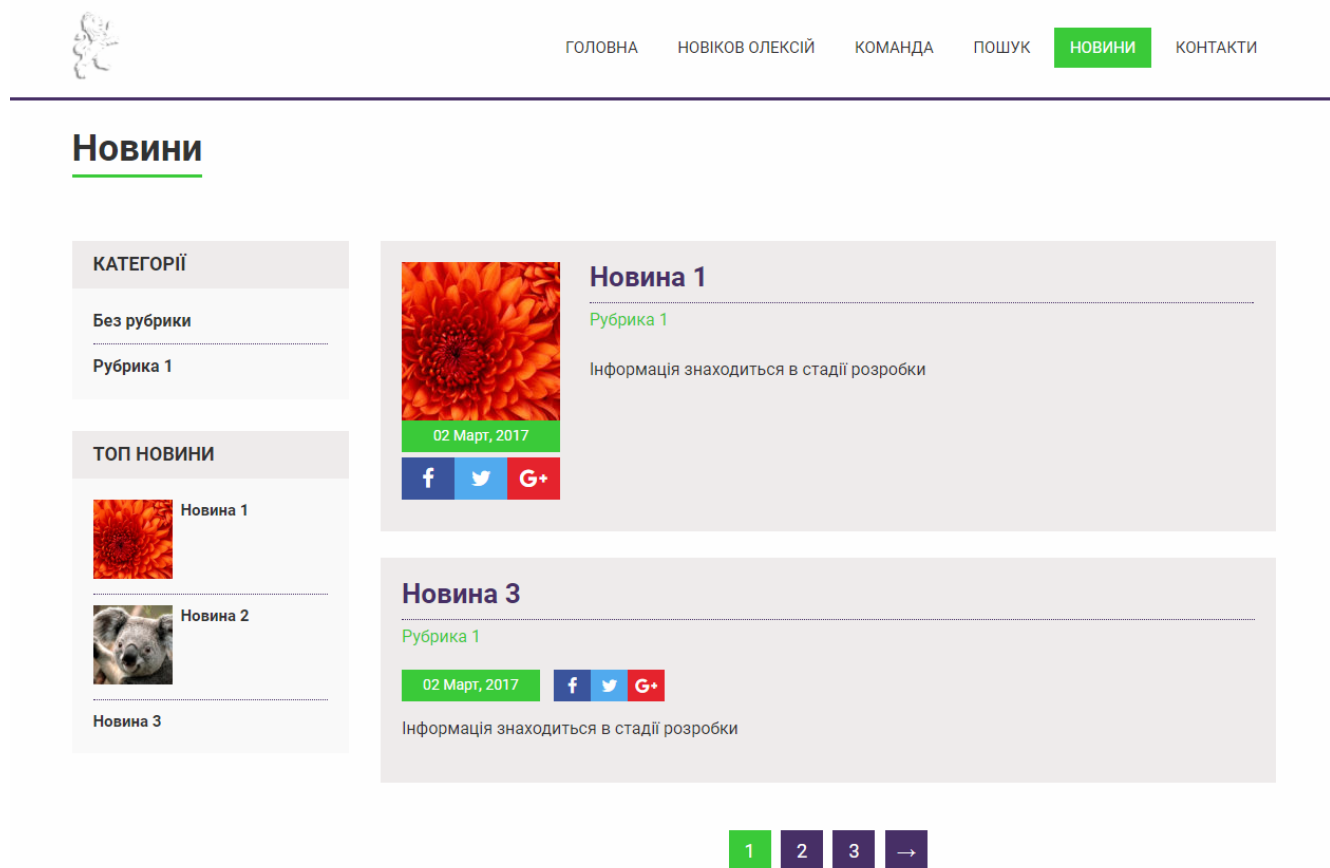 ГОЛОВНА НОВІКОВ ОЛЕКСІЙ КОМАНДА ПОШУК НОВИНИ КОНТАКТИ
Новини
КАТЕГОРІЇ
Без рубрики
Рубрика 1
ТОП НОВИНИ
Новина 1
Новина 2
Новина 3
Новина 1
Рубрика 1
Інформація знаходиться в стадії розробки
02 Март, 2017
f G+
Новина 3
Рубрика 1
02 Март, 2017 f G+
Інформація знаходиться в стадії розробки
1 2 3 →